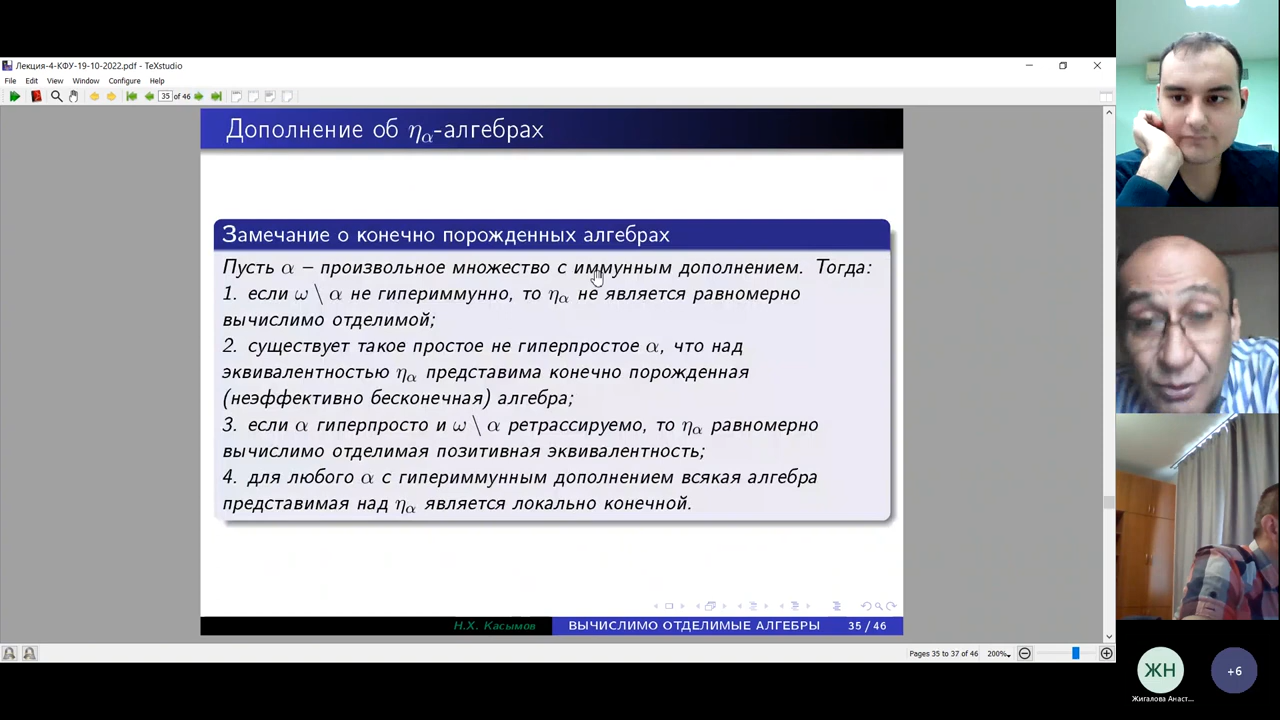 Лекция-4-КФУ-19-10-2022.pdf - TeXstudio
File Edit View Window Configure Help
35 of 46
Дополнение об ηα-алгебрах
Замечание о конечно порожденных алгебрах
Пусть α – произвольное множество с иммунным дополнением. Тогда:
1. если ω \ α не гипериммунно, то ηα не является равномерно
вычислимо отделимой;
2. существует такое простое не гиперпростое α, что над
эквивалентностью ηα представима конечно порожденная
(неэффективно бесконечная) алгебра;
3. если α гиперпросто и ω \ α ретрассируемо, то ηα равномерно
вычислимо отделимая позитивная эквивалентность;
4. для любого α с гипериммунным дополнением всякая алгебра
представимая над ηα является локально конечной.
Н.Х. Касымов ВЫЧИСЛИМО ОТДЕЛИМЫЕ АЛГЕБРЫ 35 / 46
Pages 35 to 37 of 46 200%
ЖН
+6
Жигалова Анаст...